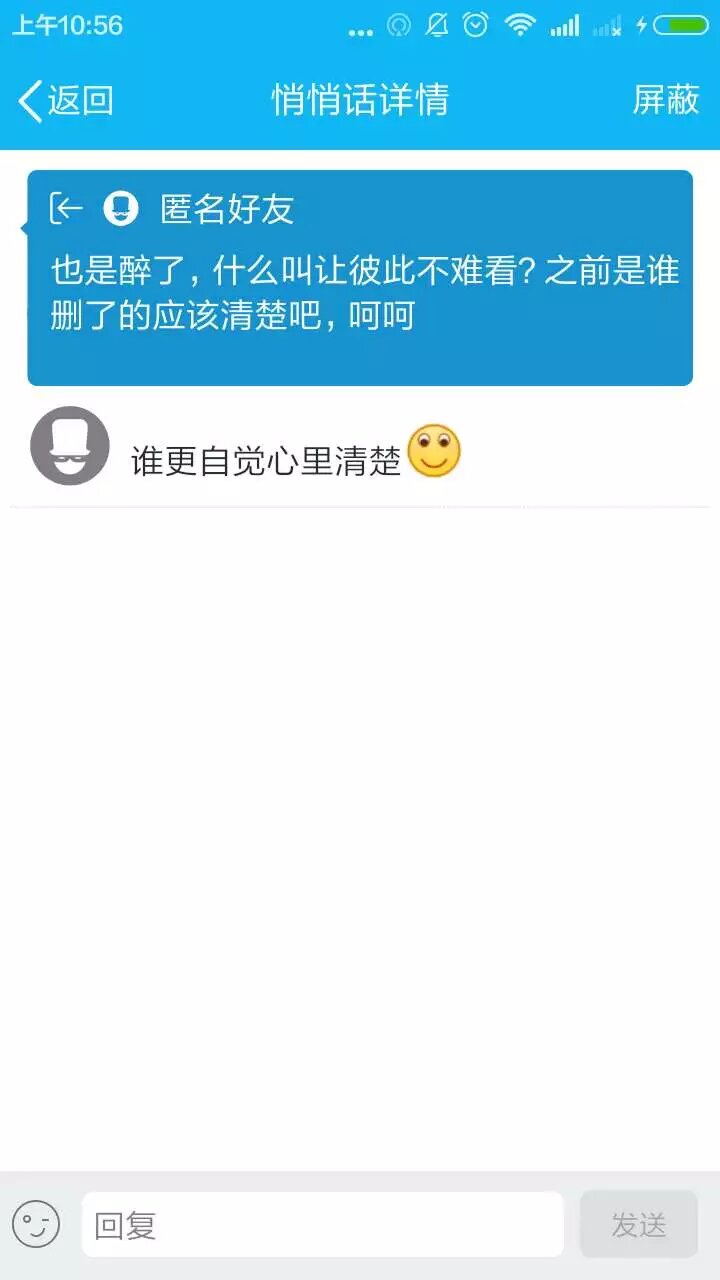 上午10:56
返回
悄悄话详情
屏蔽
匿名好友
也是醉了,什么叫让彼此不难看?之前是谁
删了的应该清楚吧,呵呵
谁更自觉心里清楚
回复
发送